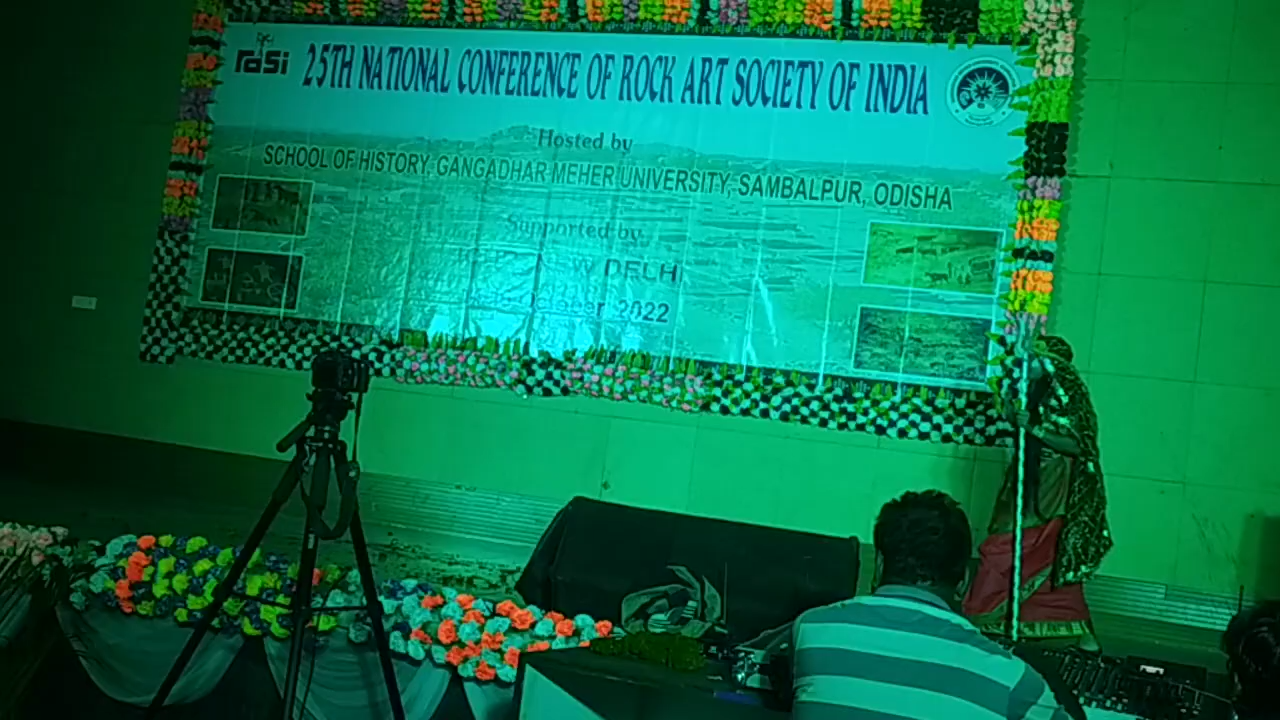 rasi
25TH NATIONAL CONFERENCE OF ROCK ART SOCIETY OF INDIA
Hosted by
SCHOOL OF HISTORY, GANGADHAR MEHER UNIVERSITY, SAMBALPUR, ODISHA
Supported by
2022